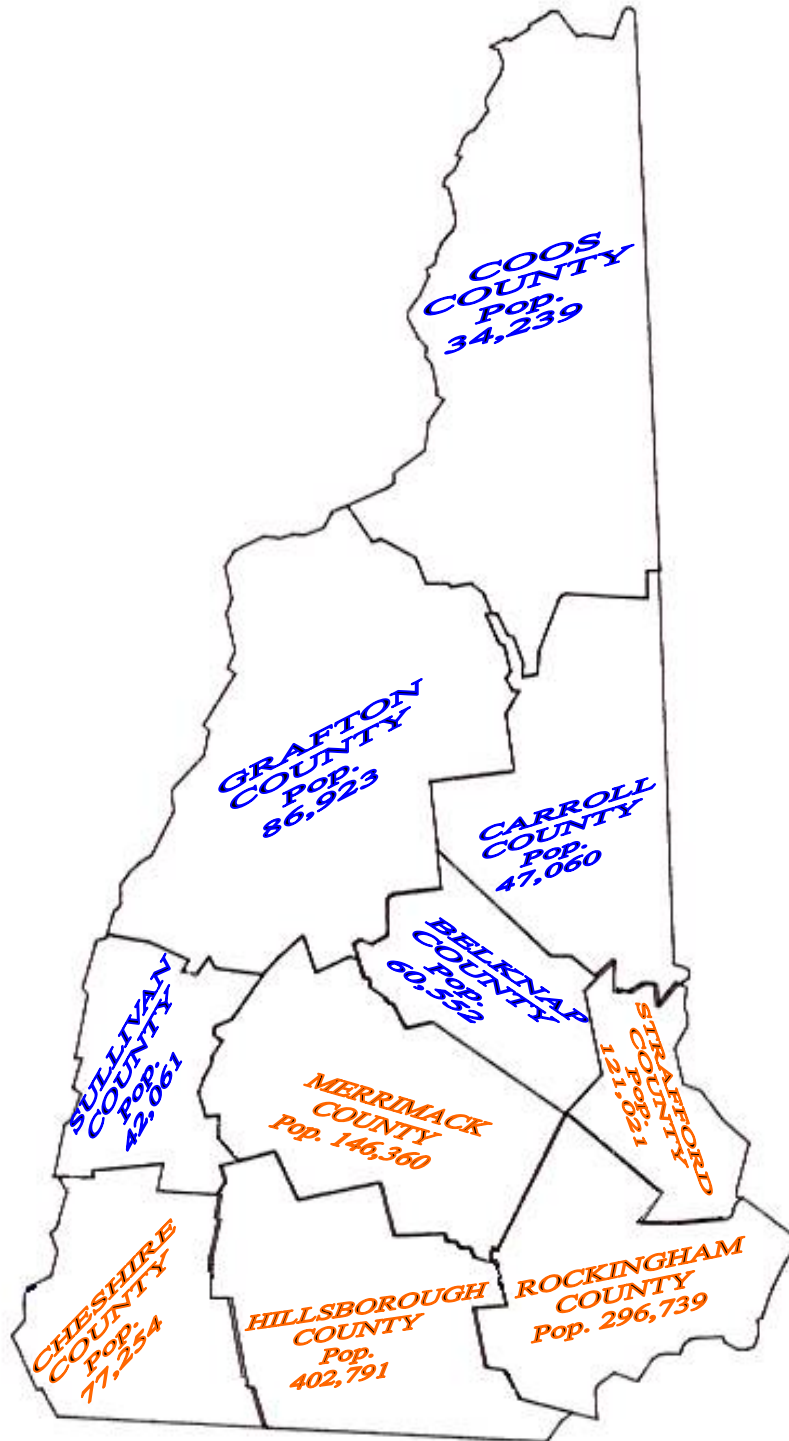 COOS
COUNTY
Pop.
34,239
GRAFTON
COUNTY
Pop.
86,923
CARROLL
COUNTY
Pop.
47,060
BELKNAP
COUNTY
Pop.
60,552
SULLIVAN
COUNTY
Pop.
42,061
STRAFFORD
COUNTY
Pop.
121,021
MERRIMACK
COUNTY
Pop. 146,360
CHESHIRE
COUNTY
Pop.
77,254
HILLSBOROUGH
COUNTY
Pop.
402,791
ROCKINGHAM
COUNTY
Pop. 296,739